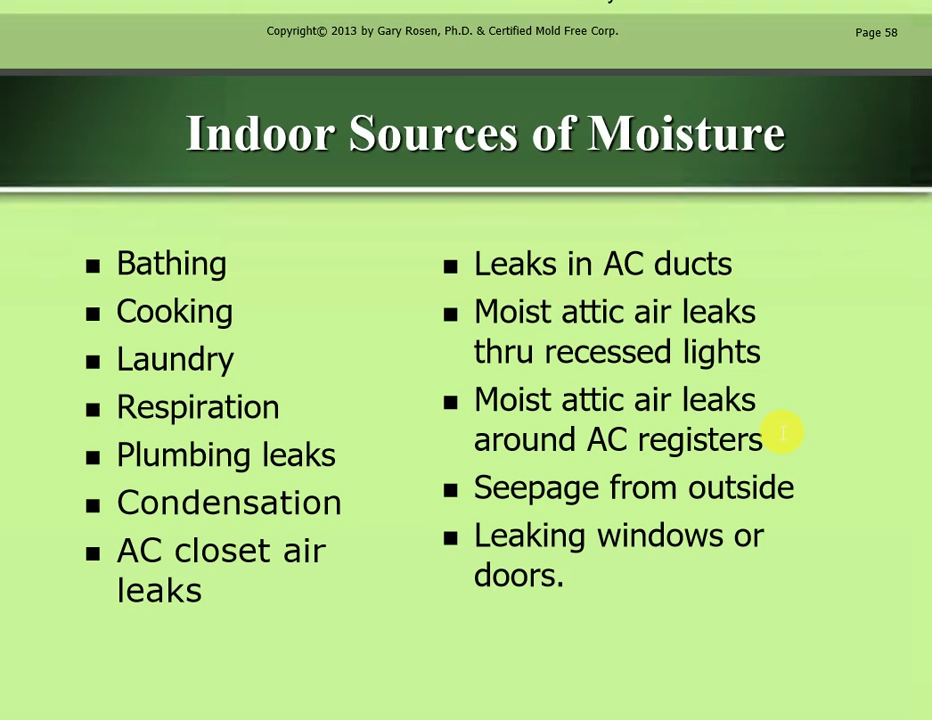 Copyright© 2013 by Gary Rosen, Ph.D. & Certified Mold Free Corp.
Page 58
Indoor Sources of Moisture
■ Bathing
■ Cooking
■ Laundry
■ Respiration
■ Plumbing leaks
■ Condensation
■ AC closet air
leaks
■ Leaks in AC ducts
■ Moist attic air leaks
thru recessed lights
■ Moist attic air leaks
around AC registers
■ Seepage from outside
■ Leaking windows or
doors.